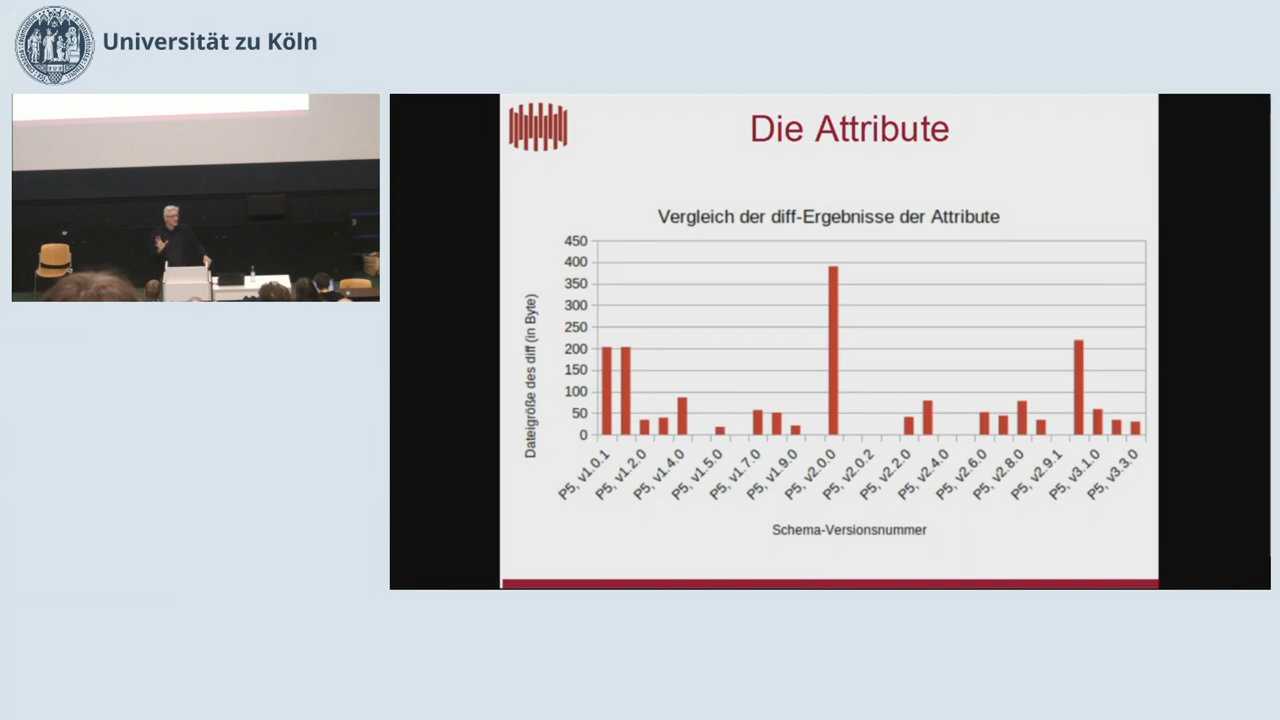 Universität zu Köln
Die Attribute
Vergleich der diff-Ergebnisse der Attribute
Dateigröße des diff (in Byte)
450
400
350
300
250
200
150
100
50
0
P5, v1.0.1
P5, v1.2.0
P5, v1.4.0
P5, v1.5.0
P5, v1.7.0
P5, v1.9.0
P5, v2.0.0
P5, v2.0.2
P5, v2.2.0
P5, v2.4.0
P5, v2.6.0
P5, v2.8.0
P5, v2.9.1
P5, v3.1.0
P5, v3.3.0
Schema-Versionsnummer